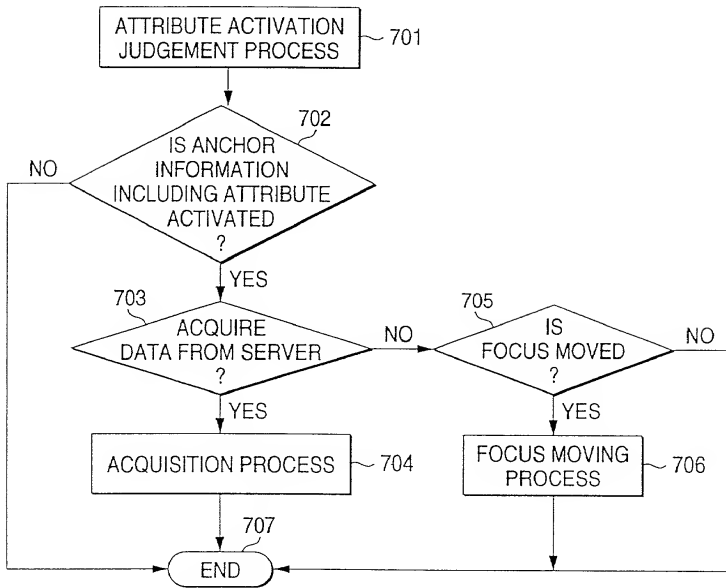 ATTRIBUTE ACTIVATION
JUDGEMENT PROCESS
701
702
IS ANCHOR
INFORMATION
INCLUDING ATTRIBUTE
ACTIVATED
?
NO
YES
703
ACQUIRE
DATA FROM SERVER
?
NO
705
IS
FOCUS MOVED
?
NO
YES
YES
ACQUISITION PROCESS
704
FOCUS MOVING
PROCESS
706
707
END